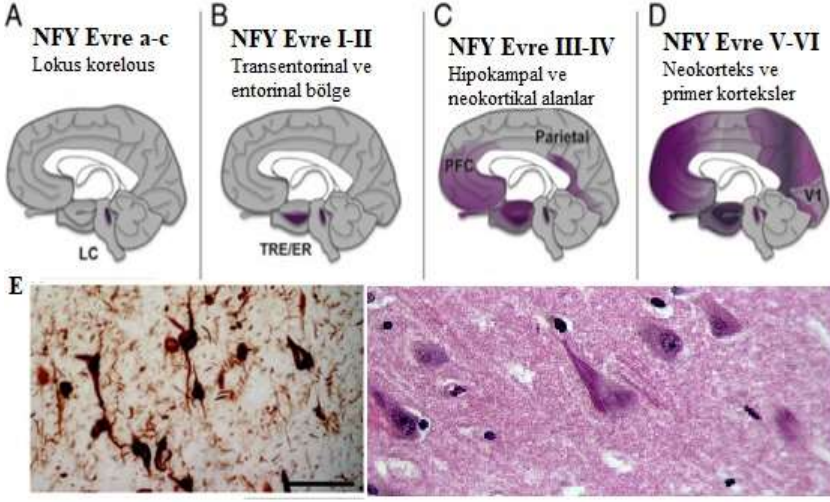 A
NFY Evre a-c
Lokus korelous
LC
B
NFY Evre I-II
Transentorinal ve
entorinal bölge
TRE/ER
C
NFY Evre III-IV
Hipokampal ve
neokortikal alanlar
PFC
Parietal
D
NFY Evre V-VI
Neokorteks ve
primer korteksler
V1
E